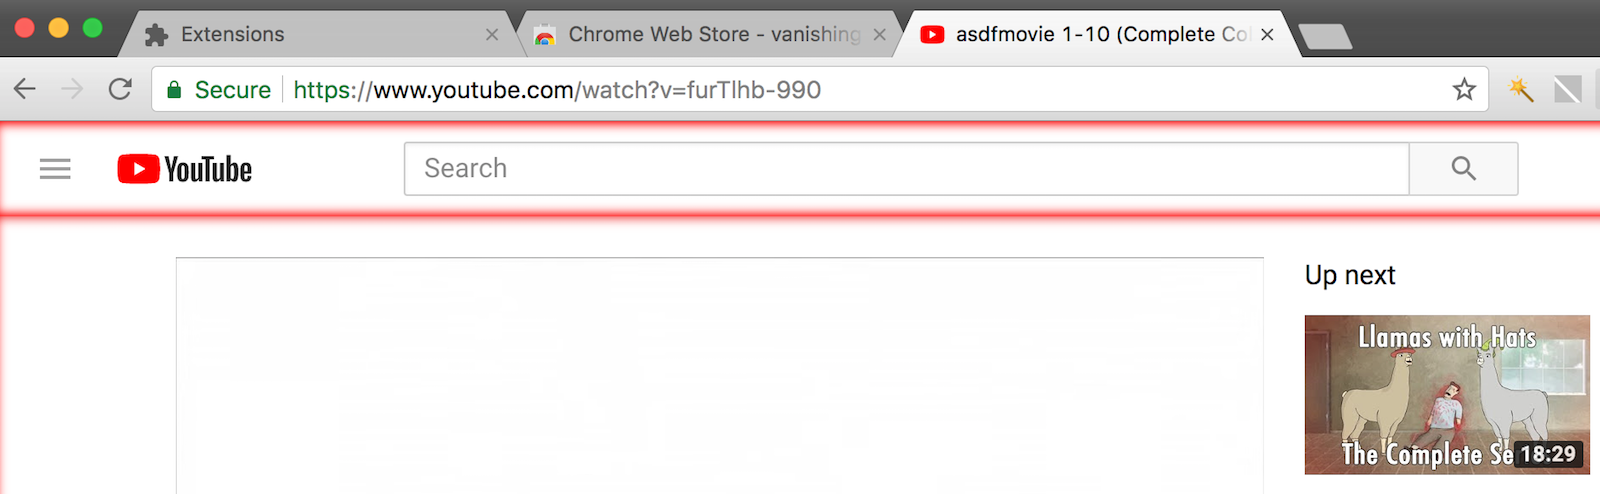 Extensions
Chrome Web Store - vanishing
asdfmovie 1-10 (Complete Col
Secure
https://www.youtube.com/watch?v=furTlhb-990
YouTube
Search
Up next
Llamas with Hats
The Complete Se
18:29